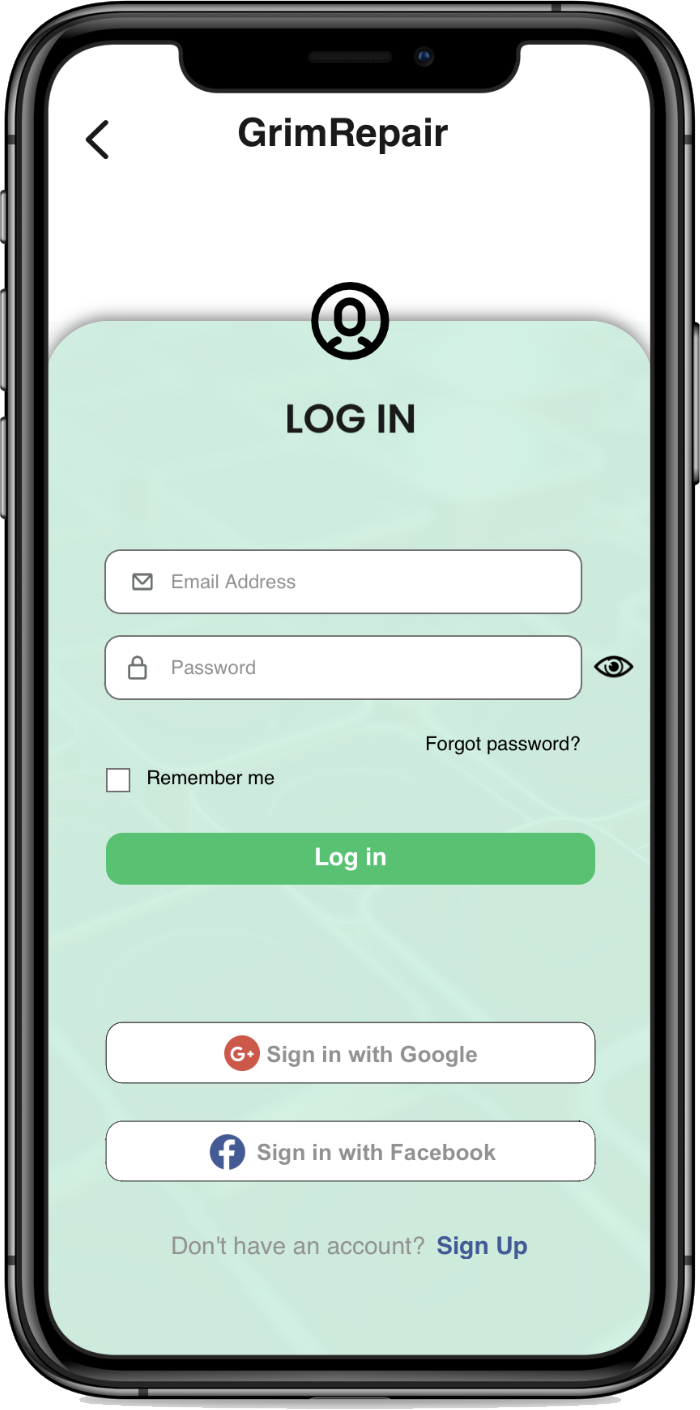 GrimRepair
LOG IN
Email Address
Password
Forgot password?
Remember me
Log in
G+ Sign in with Google
f Sign in with Facebook
Don't have an account? Sign Up